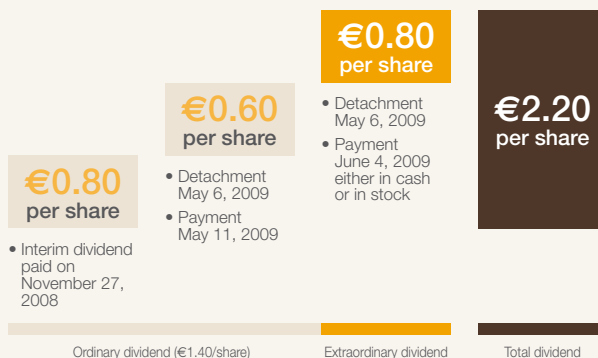 €0.80
per share
• Interim dividend
paid on
November 27,
2008
€0.60
per share
• Detachment
May 6, 2009
• Payment
May 11, 2009
€0.80
per share
• Detachment
May 6, 2009
• Payment
June 4, 2009
either in cash
or in stock
€2.20
per share
Ordinary dividend (€1.40/share)
Extraordinary dividend
Total dividend